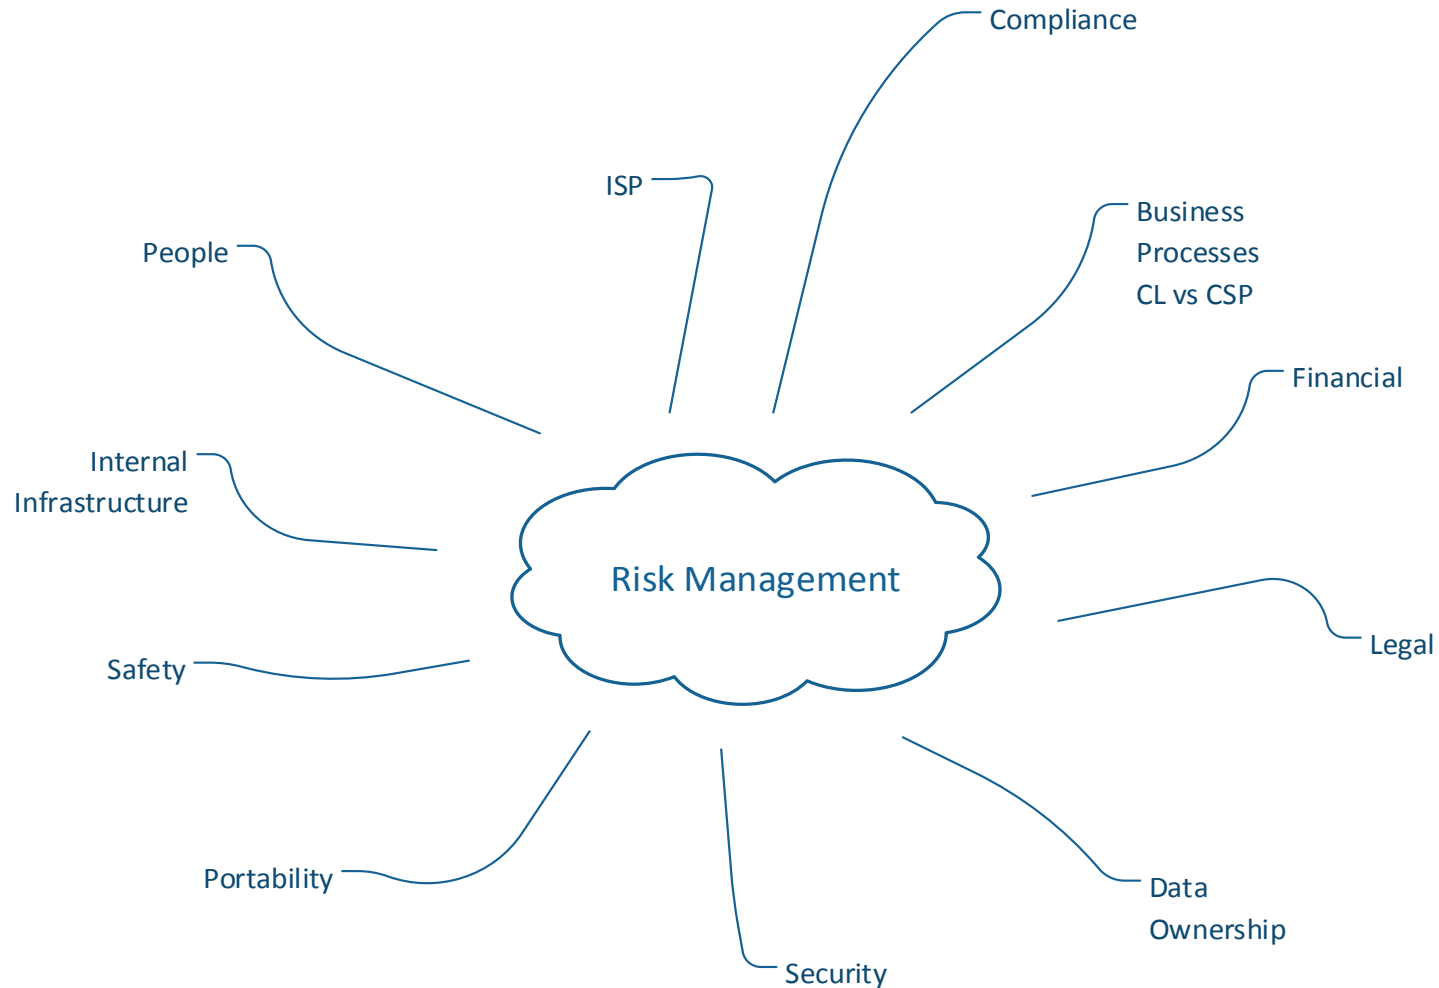 Compliance
ISP
Business
Processes
CL vs CSP
People
Financial
Internal
Infrastructure
Risk Management
Legal
Safety
Portability
Data
Ownership
Security